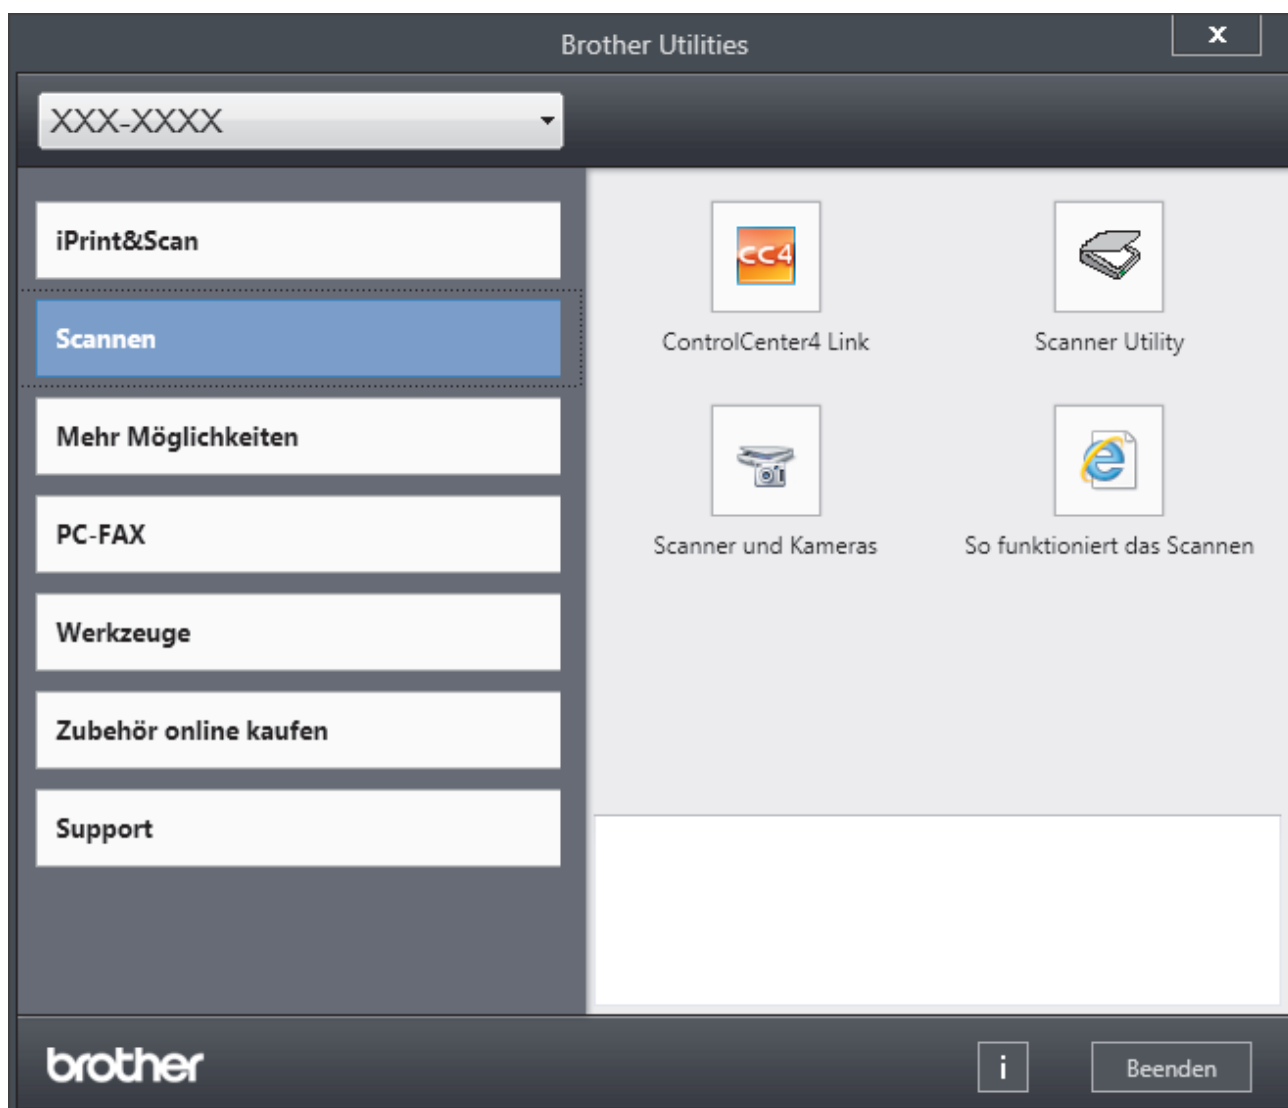 Brother Utilities
x
XXX-XXXX
iPrint&Scan
Scannen
Mehr Möglichkeiten
PC-FAX
Werkzeuge
Zubehör online kaufen
Support
CC4
ControlCenter4 Link
Scanner Utility
Scanner und Kameras
So funktioniert das Scannen
brother
i
Beenden